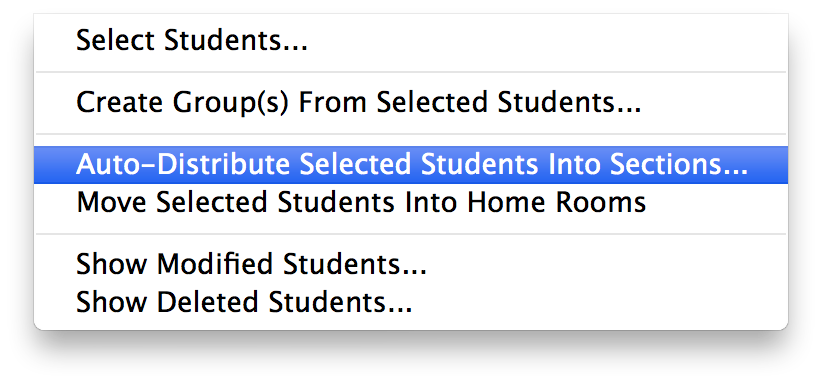 Select Students...
Create Group(s) From Selected Students...
Auto-Distribute Selected Students Into Sections...
Move Selected Students Into Home Rooms
Show Modified Students...
Show Deleted Students...